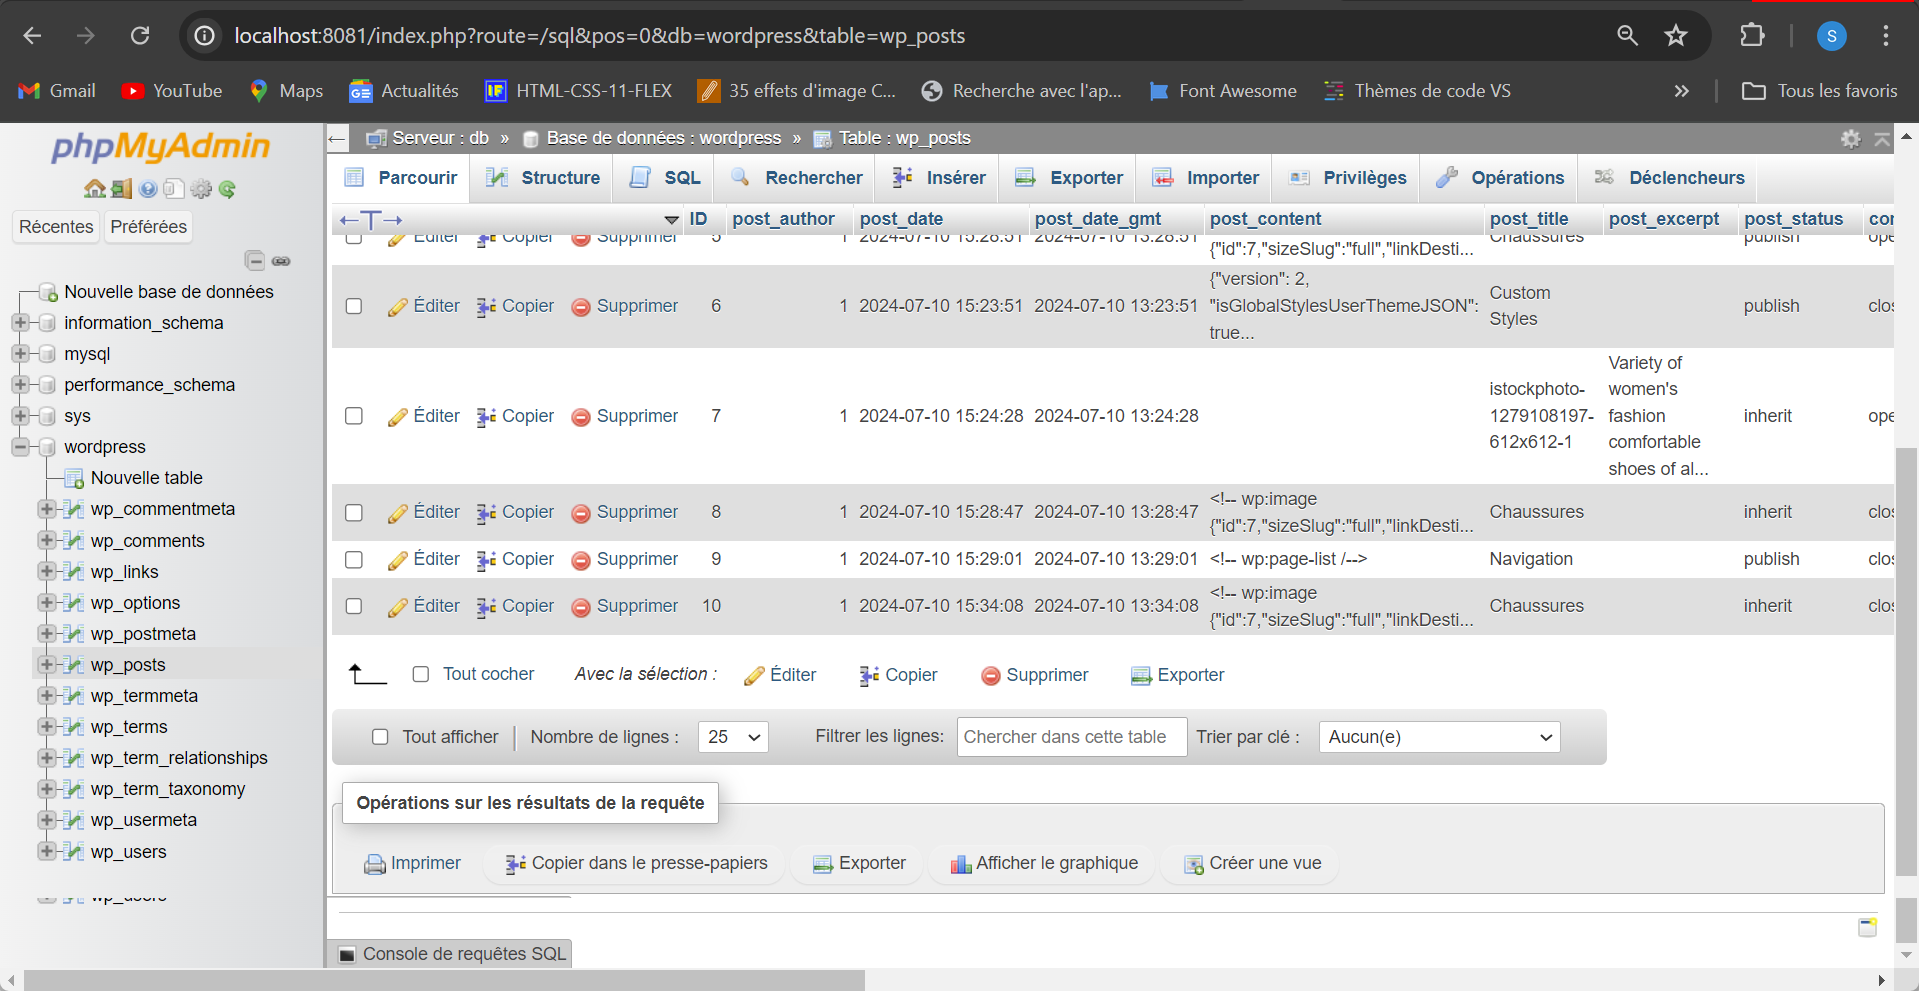 localhost:8081/index.php?route=/sql&pos=0&db=wordpress&table=wp_posts
S
Gmail YouTube Maps Actualités HTML-CSS-11-FLEX 35 effets d'image C... Recherche avec l'ap... Font Awesome Thèmes de code VS » Tous les favoris
phpMyAdmin
Récentes Préférées
Nouvelle base de données
information_schema
mysql
performance_schema
sys
wordpress
Nouvelle table
wp_commentmeta
wp_comments
wp_links
wp_options
wp_postmeta
wp_posts
wp_termmeta
wp_terms
wp_term_relationships
wp_term_taxonomy
wp_usermeta
wp_users
wp_users
Serveur : db » Base de données : wordpress » Table : wp_posts
Parcourir Structure SQL Rechercher Insérer Exporter Importer Privilèges Opérations Déclencheurs
ID post_author post_date post_date_gmt post_content post_title post_excerpt post_status
Éditer Copier Supprimer 5 1 2024-07-10 15:28:51 2024-07-10 13:28:51 Chaussures publish
{"id":7,"sizeSlug":"full","linkDesti...
Éditer Copier Supprimer 6 1 2024-07-10 15:23:51 2024-07-10 13:23:51
{"version": 2,
"isGlobalStylesUserThemeJSON":
true...
Custom
Styles
publish clos
Éditer Copier Supprimer 7 1 2024-07-10 15:24:28 2024-07-10 13:24:28
istockphoto-
1279108197-
612x612-1
Variety of
women's
fashion
comfortable
shoes of al...
inherit ope
Éditer Copier Supprimer 8 1 2024-07-10 15:28:47 2024-07-10 13:28:47
<!-- wp:image
{"id":7,"sizeSlug":"full","linkDesti...
Chaussures inherit clos
Éditer Copier Supprimer 9 1 2024-07-10 15:29:01 2024-07-10 13:29:01 <!-- wp:page-list /--> Navigation publish clos
Éditer Copier Supprimer 10 1 2024-07-10 15:34:08 2024-07-10 13:34:08
<!-- wp:image
{"id":7,"sizeSlug":"full","linkDesti...
Chaussures inherit clos
Tout cocher Avec la sélection : Éditer Copier Supprimer Exporter
Tout afficher Nombre de lignes : 25 Filtrer les lignes: Chercher dans cette table Trier par clé : Aucun(e)
Opérations sur les résultats de la requête
Imprimer Copier dans le presse-papiers Exporter Afficher le graphique Créer une vue
Console de requêtes SQL